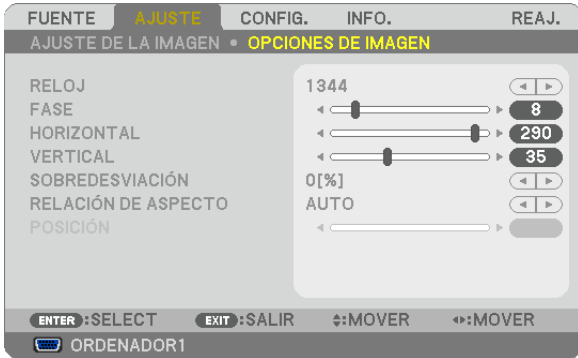 FUENTE AJUSTE CONFIG. INFO. REAJ.
AJUSTE DE LA IMAGEN • OPCIONES DE IMAGEN
RELOJ 1344
FASE 8
HORIZONTAL 290
VERTICAL 35
SOBREDESVIACIÓN 0[%]
RELACIÓN DE ASPECTO AUTO
POSICIÓN
ENTER :SELECT EXIT :SALIR :MOVER :MOVER
ORDENADOR1